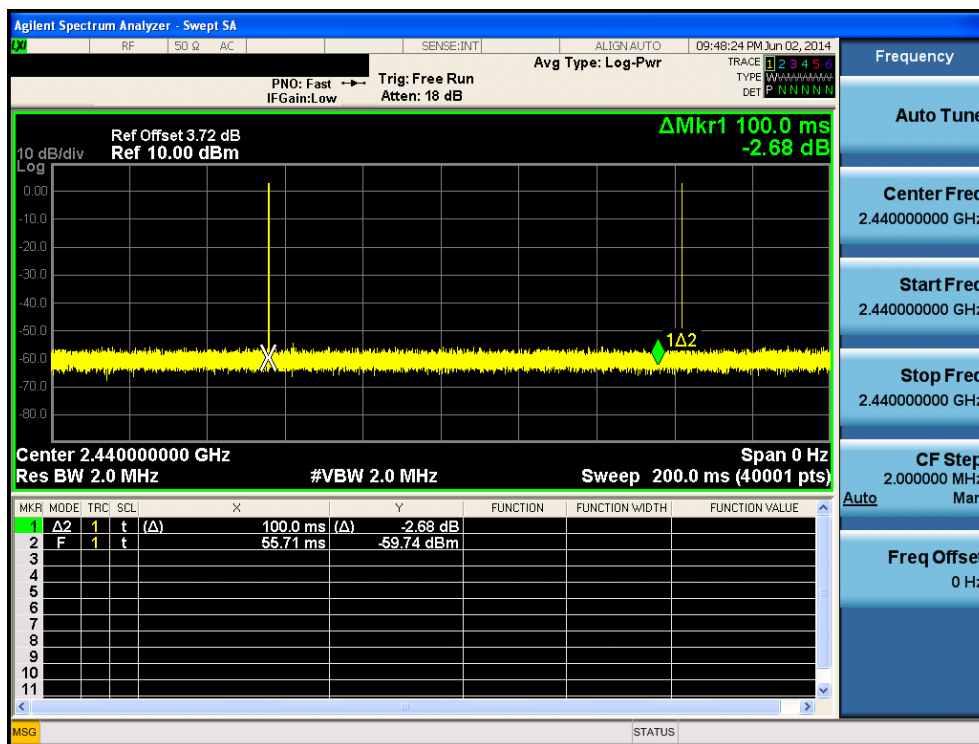 Agilent Spectrum Analyzer - Swept SA
LXI RF 50 Ω AC SENSE:INT ALIGN AUTO 09:48:24 PM Jun 02, 2014
PNO: Fast Trig: Free Run Avg Type: Log-Pwr TRACE 1 2 3 4 5 6
IFGain:Low Atten: 18 dB TYPE W
DET P N N N N N
Ref Offset 3.72 dB ΔMkr1 100.0 ms
10 dB/div Ref 10.00 dBm -2.68 dB
Log
0.00
-10.0
-20.0
-30.0
-40.0
-50.0
1Δ2
-60.0
X
-70.0
-80.0
Center 2.440000000 GHz Span 0 Hz
Res BW 2.0 MHz #VBW 2.0 MHz Sweep 200.0 ms (40001 pts)
MKR MODE TRC SCL X Y FUNCTION FUNCTION WIDTH FUNCTION VALUE
1 Δ2 1 t (Δ) 100.0 ms (Δ) -2.68 dB
2 F 1 t 55.71 ms -59.74 dBm
3
4
5
6
7
8
9
10
11
MSG STATUS
Frequency
Auto Tune
Center Freq
2.440000000 GHz
Start Freq
2.440000000 GHz
Stop Freq
2.440000000 GHz
CF Step
2.000000 MHz
Auto Man
Freq Offset
0 Hz